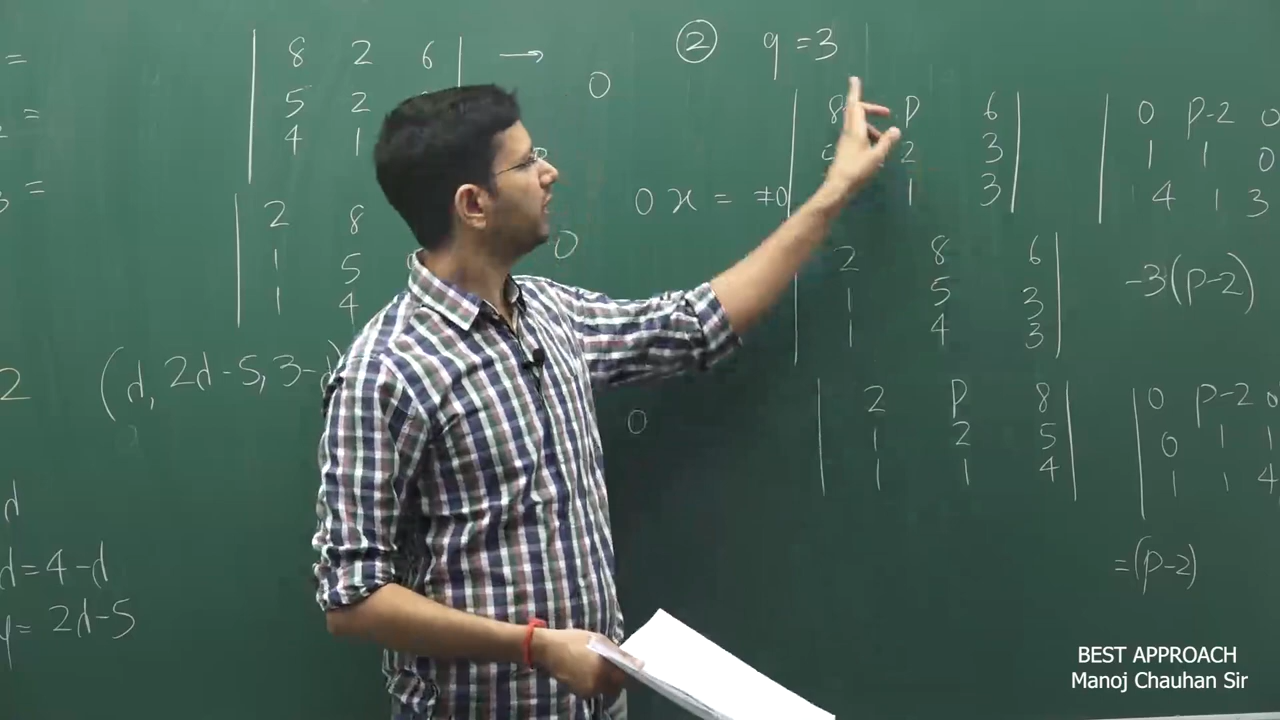 =
=
=
| 8 2 6 | →
5 2
4 1
0
0
2 8
1 5
1 4
0
2
(d, 2d-5, 3-d)
0
d
d = 4-d
y = 2d-5
② q = 3
| 8 P 6 |
2 3
1 3
0 x = ≠0
| 2 8 6 |
1 5 3
1 4 3
| 2 P 8 |
1 2 5
1 1 4
| 0 P-2 0
1 1 0
4 1 3
-3(P-2)
| 0 P-2 0
0 1 1
1 1 4
= (P-2)
BEST APPROACH
Manoj Chauhan Sir